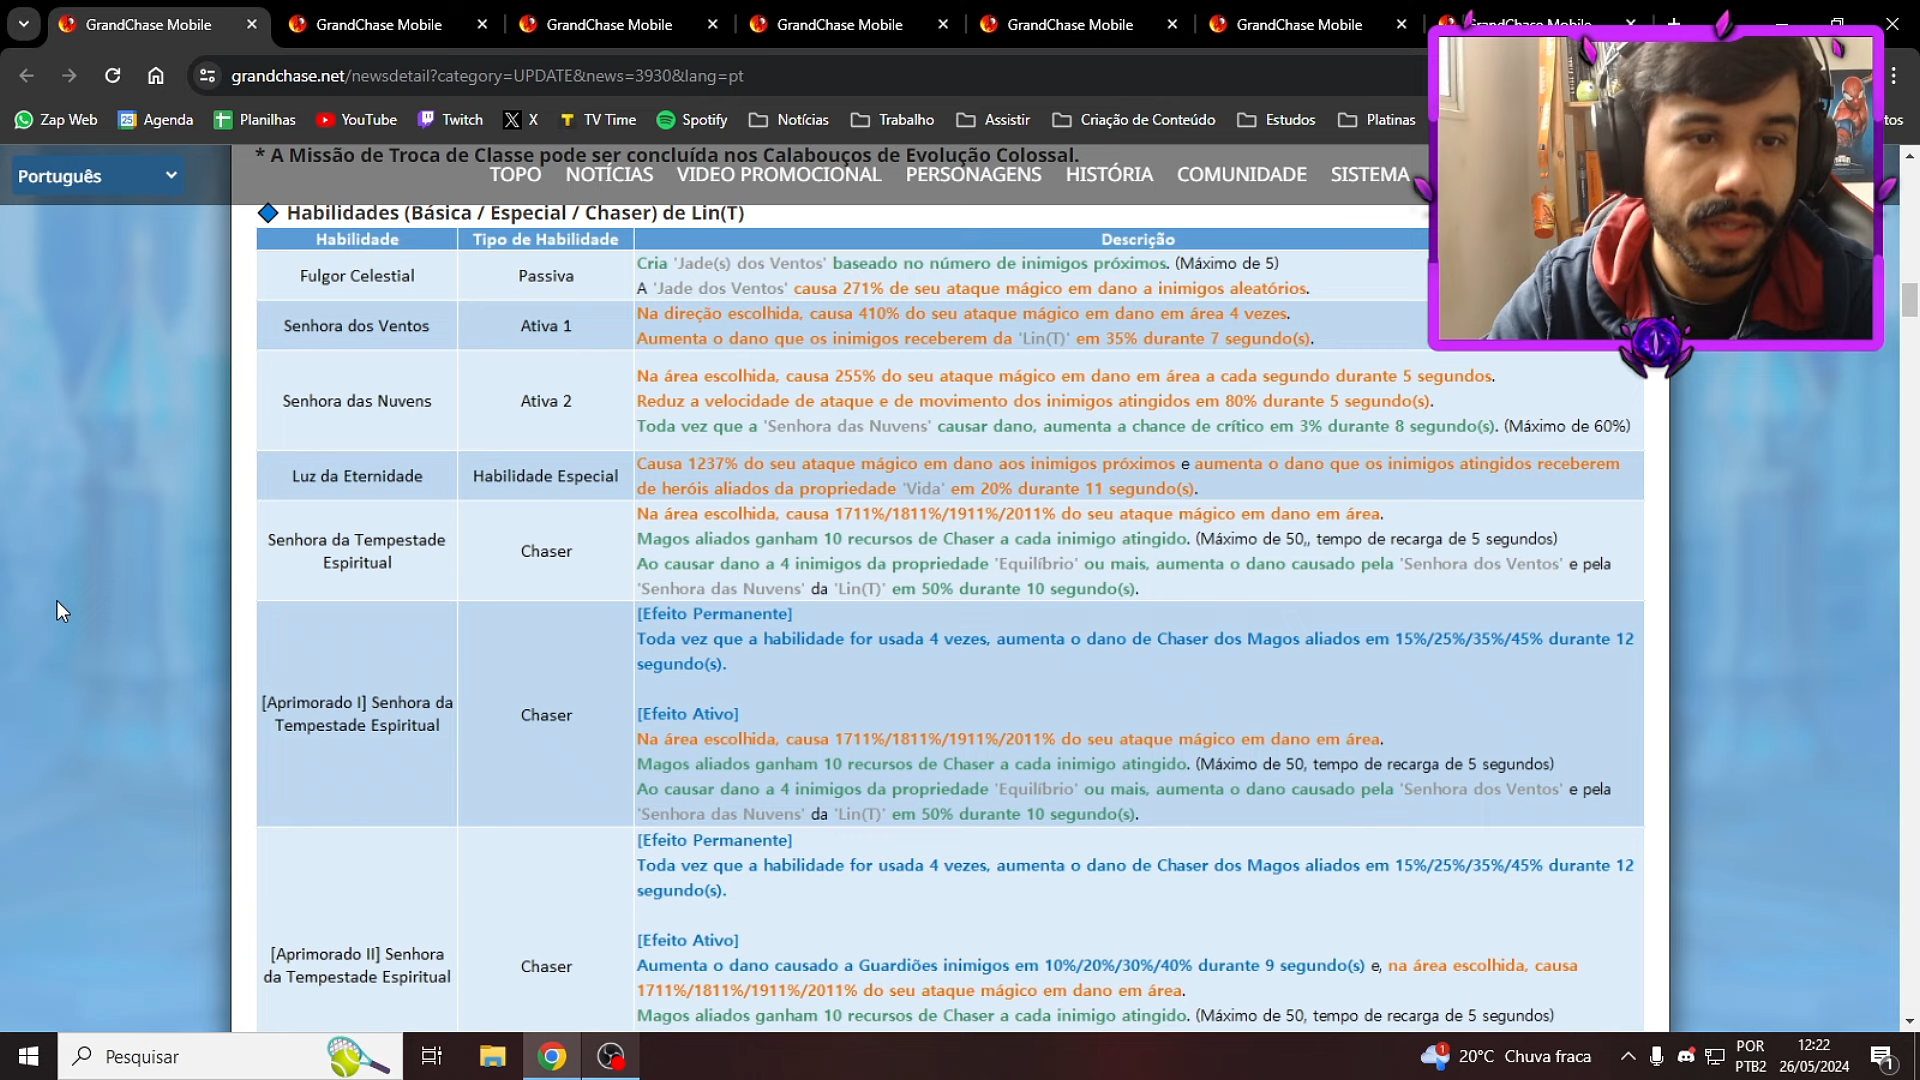 GrandChase Mobile
GrandChase Mobile
GrandChase Mobile
GrandChase Mobile
GrandChase Mobile
GrandChase Mobile
GrandChase Mobile
grandchase.net/newsdetail?category=UPDATE&news=3930&lang=pt
Zap Web
25
Agenda
Planilhas
YouTube
Twitch
X
TV Time
Spotify
Notícias
Trabalho
Assistir
Criação de Conteúdo
Estudos
Platinas
* A Missão de Troca de Classe pode ser concluída nos Calabouços de Evolução Colossal.
Português
TOPO NOTÍCIAS VIDEO PROMOCIONAL PERSONAGENS HISTÓRIA COMUNIDADE SISTEMA
Habilidades (Básica / Especial / Chaser) de Lin(T)
Habilidade Tipo de Habilidade Descrição
Fulgor Celestial Passiva
Cria 'Jade(s) dos Ventos' baseado no número de inimigos próximos. (Máximo de 5)
A 'Jade dos Ventos' causa 271% de seu ataque mágico em dano a inimigos aleatórios.
Senhora dos Ventos Ativa 1
Na direção escolhida, causa 410% do seu ataque mágico em dano em área 4 vezes.
Aumenta o dano que os inimigos receberem da 'Lin(T)' em 35% durante 7 segundo(s).
Senhora das Nuvens Ativa 2
Na área escolhida, causa 255% do seu ataque mágico em dano em área a cada segundo durante 5 segundos.
Reduz a velocidade de ataque e de movimento dos inimigos atingidos em 80% durante 5 segundo(s).
Toda vez que a 'Senhora das Nuvens' causar dano, aumenta a chance de crítico em 3% durante 8 segundo(s). (Máximo de 60%)
Luz da Eternidade Habilidade Especial
Causa 1237% do seu ataque mágico em dano aos inimigos próximos e aumenta o dano que os inimigos atingidos receberem
de heróis aliados da propriedade 'Vida' em 20% durante 11 segundo(s).
Senhora da Tempestade
Espiritual
Chaser
Na área escolhida, causa 1711%/1811%/1911%/2011% do seu ataque mágico em dano em área.
Magos aliados ganham 10 recursos de Chaser a cada inimigo atingido. (Máximo de 50,, tempo de recarga de 5 segundos)
Ao causar dano a 4 inimigos da propriedade 'Equilíbrio' ou mais, aumenta o dano causado pela 'Senhora dos Ventos' e pela
'Senhora das Nuvens' da 'Lin(T)' em 50% durante 10 segundo(s).
[Aprimorado I] Senhora da
Tempestade Espiritual
Chaser
[Efeito Permanente]
Toda vez que a habilidade for usada 4 vezes, aumenta o dano de Chaser dos Magos aliados em 15%/25%/35%/45% durante 12
segundo(s).
[Efeito Ativo]
Na área escolhida, causa 1711%/1811%/1911%/2011% do seu ataque mágico em dano em área.
Magos aliados ganham 10 recursos de Chaser a cada inimigo atingido. (Máximo de 50, tempo de recarga de 5 segundos)
Ao causar dano a 4 inimigos da propriedade 'Equilíbrio' ou mais, aumenta o dano causado pela 'Senhora dos Ventos' e pela
'Senhora das Nuvens' da 'Lin(T)' em 50% durante 10 segundo(s).
[Aprimorado II] Senhora
da Tempestade Espiritual
Chaser
[Efeito Permanente]
Toda vez que a habilidade for usada 4 vezes, aumenta o dano de Chaser dos Magos aliados em 15%/25%/35%/45% durante 12
segundo(s).
[Efeito Ativo]
Aumenta o dano causado a Guardiões inimigos em 10%/20%/30%/40% durante 9 segundo(s) e, na área escolhida, causa
1711%/1811%/1911%/2011% do seu ataque mágico em dano em área.
Magos aliados ganham 10 recursos de Chaser a cada inimigo atingido. (Máximo de 50, tempo de recarga de 5 segundos)
Pesquisar
1
20°C Chuva fraca
POR
PTB2
12:22
26/05/2024
1